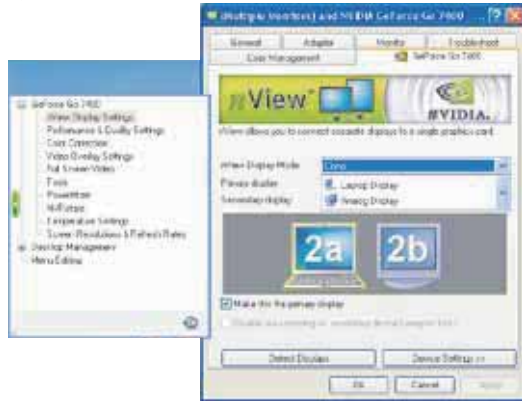 (Multiple Monitors) and NVIDIA GeForce Go 7400
General
Adapter
Monitor
Troubleshoot
Color Management
GeForce Go 7400
nView
NVIDIA.
nView allows you to connect separate displays to a single graphics card.
nView Display Mode
Clone
Primary display
Laptop Display
Secondary display
Analog Display
2a
2b
Make this the primary display
Detect Displays
Device Settings >>
OK
Cancel
Apply
GeForce Go 7400
nView Display Settings
Performance & Quality Settings
Color Correction
Video Overlay Settings
Full Screen Video
Tools
PowerMizer
NVRotate
Temperature Settings
Screen Resolutions & Refresh Rates
Desktop Management
Menu Editing